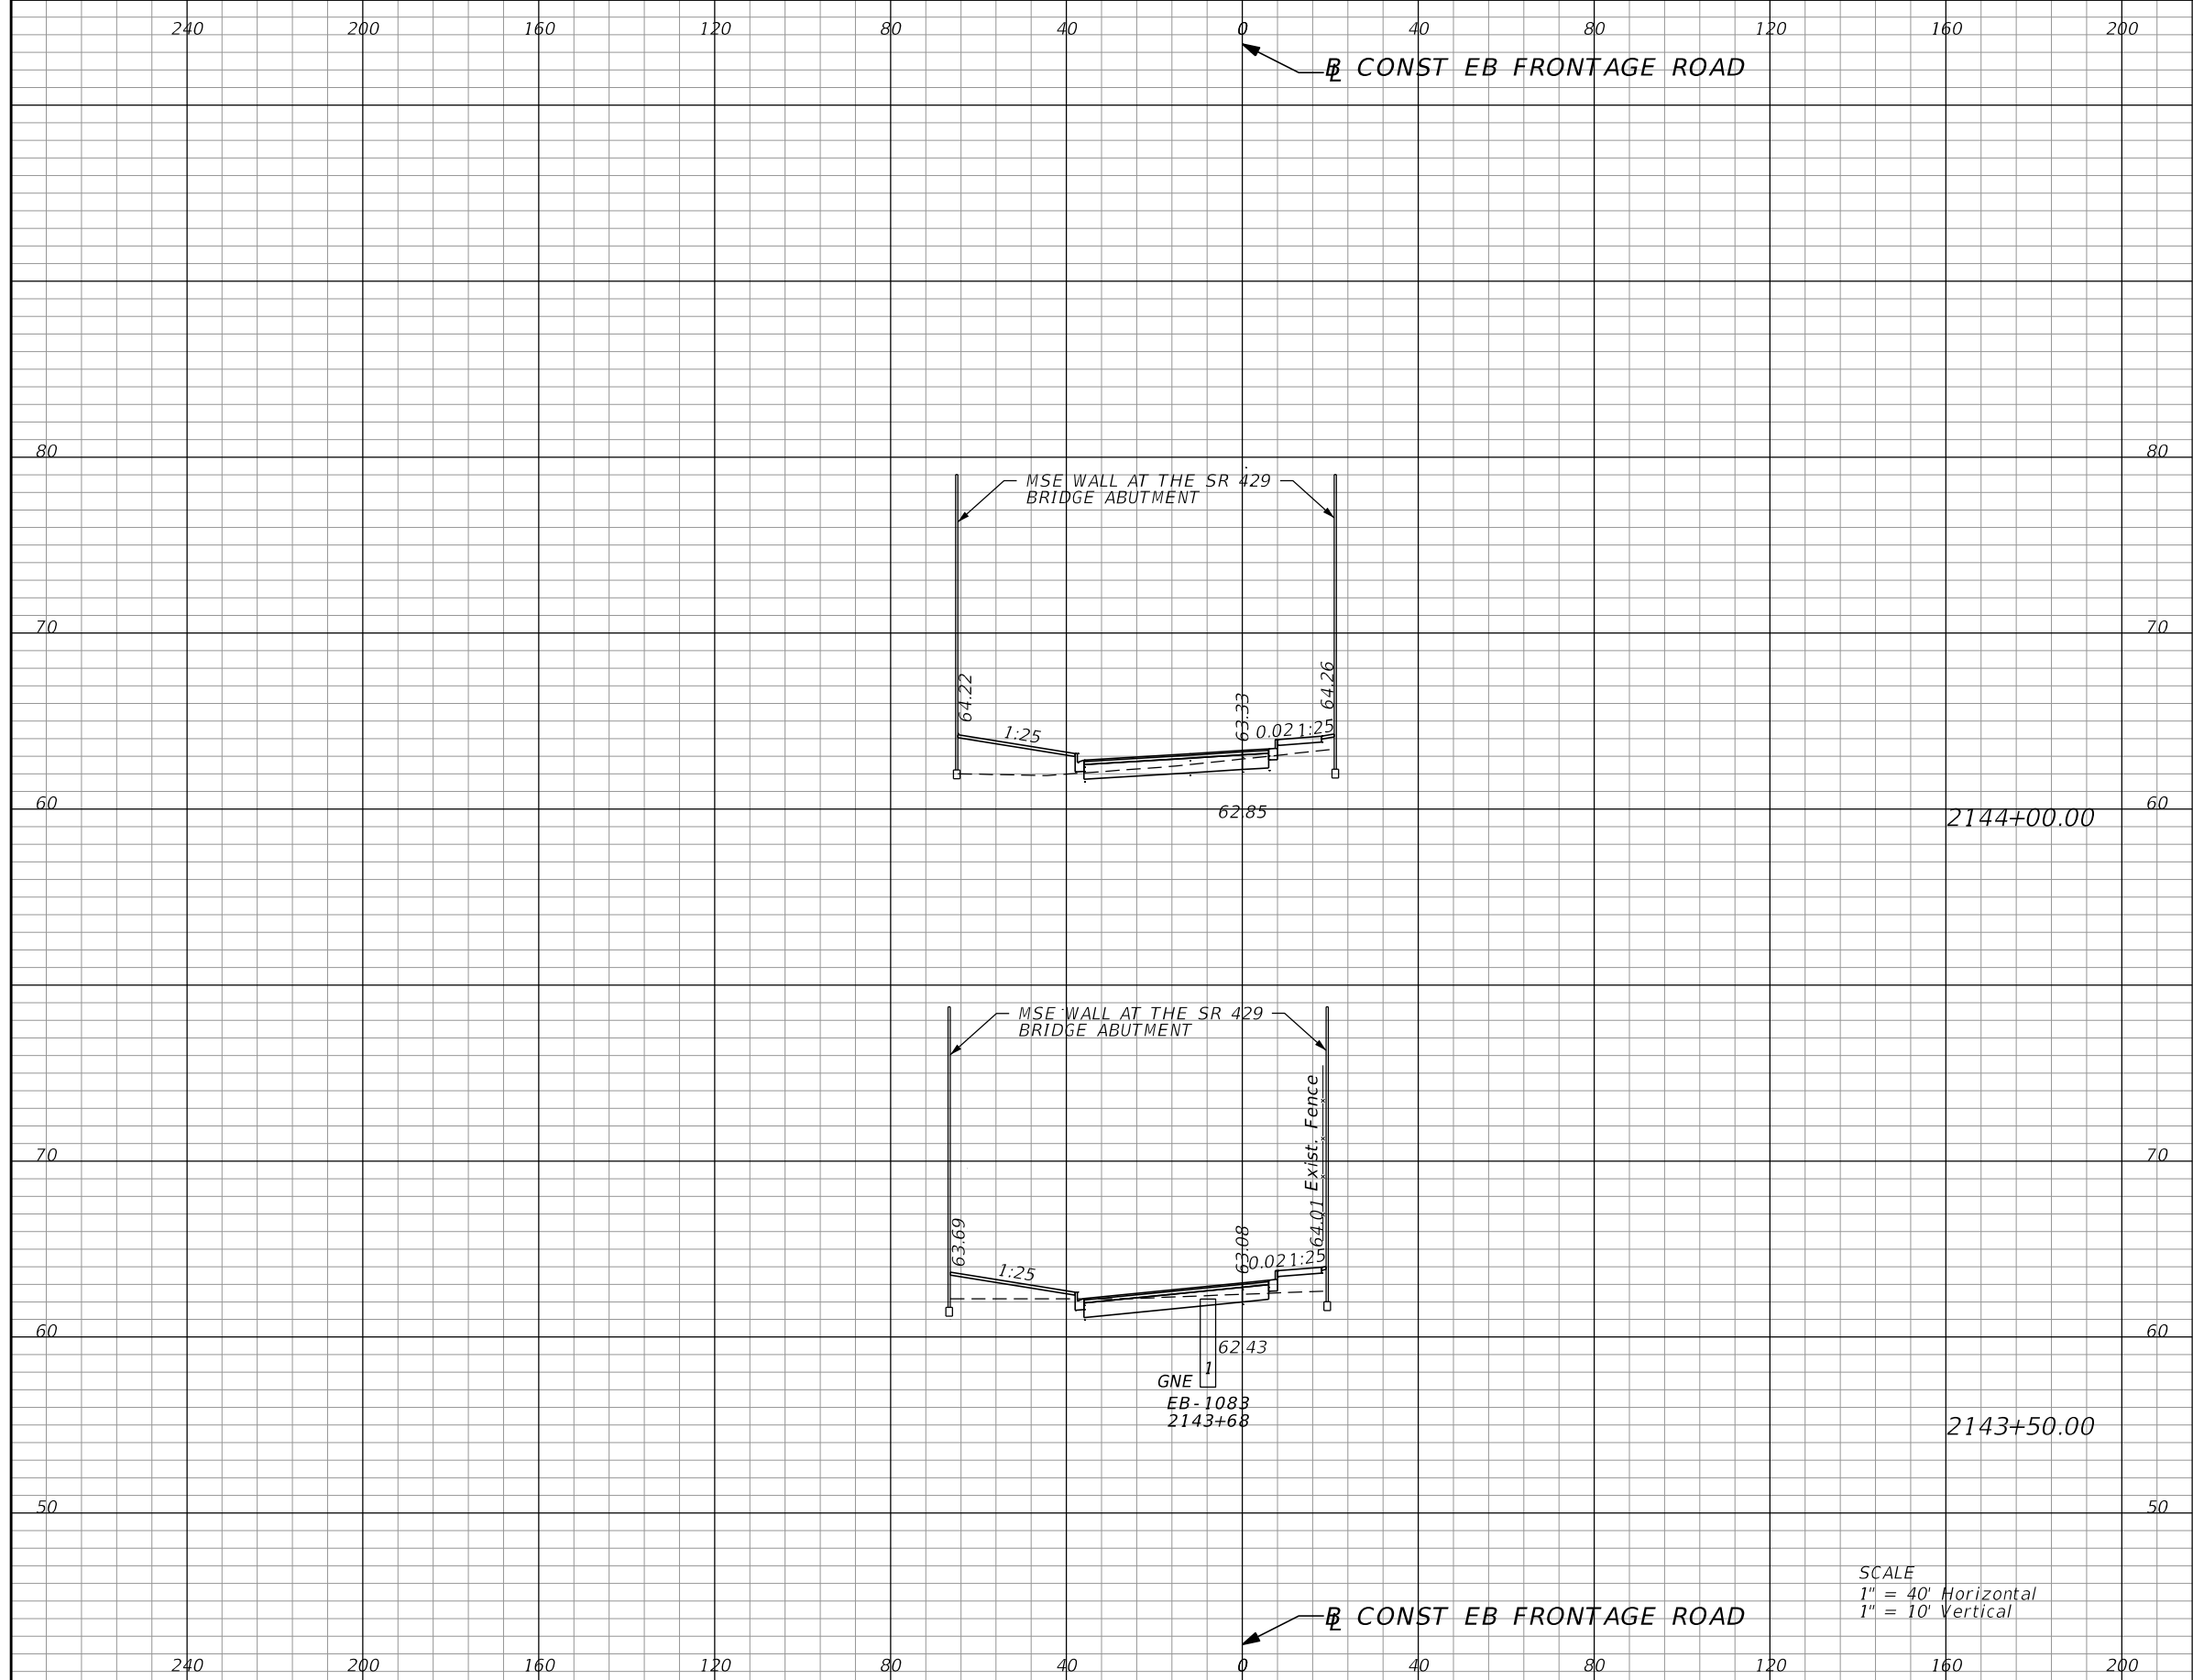 240 200 160 120 80 40 0 40 80 120 160 200
BL CONST EB FRONTAGE ROAD
80 80
MSE WALL AT THE SR 429
BRIDGE ABUTMENT
70 70
64.22 63.33 64.26
1:25 0.02 1:25
60 60
62.85
2144+00.00
MSE WALL AT THE SR 429
BRIDGE ABUTMENT
Exist. Fence
70 70
63.69 63.08 64.01
1:25 0.02 1:25
60 60
62.43
1
GNE
EB-1083
2143+68
2143+50.00
50 50
SCALE
1" = 40' Horizontal
1" = 10' Vertical
BL CONST EB FRONTAGE ROAD
240 200 160 120 80 40 0 40 80 120 160 200